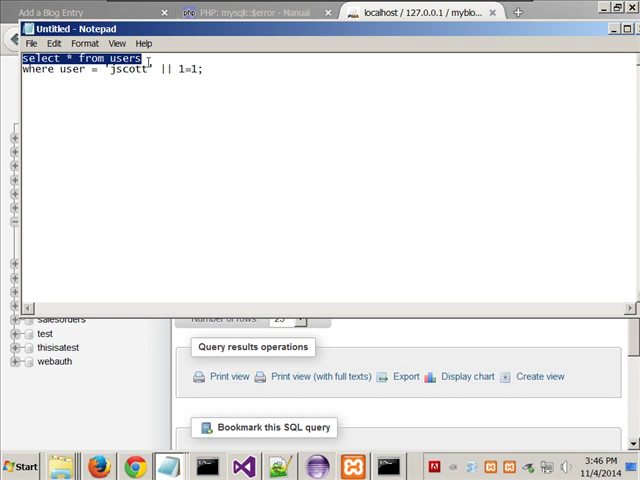 Add a Blog Entry
php PHP: mysql::$error - Manual
localhost / 127.0.0.1 / myblo...
Untitled - Notepad
File Edit Format View Help
select * from users
where user = 'jscott' || 1=1;
salesorders
test
thisisatest
webauth
Number of rows: 25
Query results operations
Print view Print view (with full texts) Export Display chart Create view
Bookmark this SQL query
Start
3:46 PM
11/4/2014